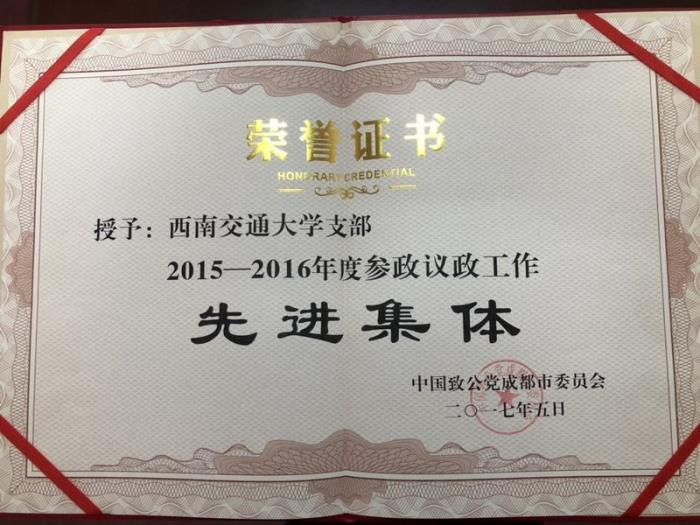 荣誉证书
HONORARY CREDENTIAL
授予：西南交通大学支部
2015—2016年度参政议政工作
先进集体
中国致公党成都市委员会
二〇一七年五日